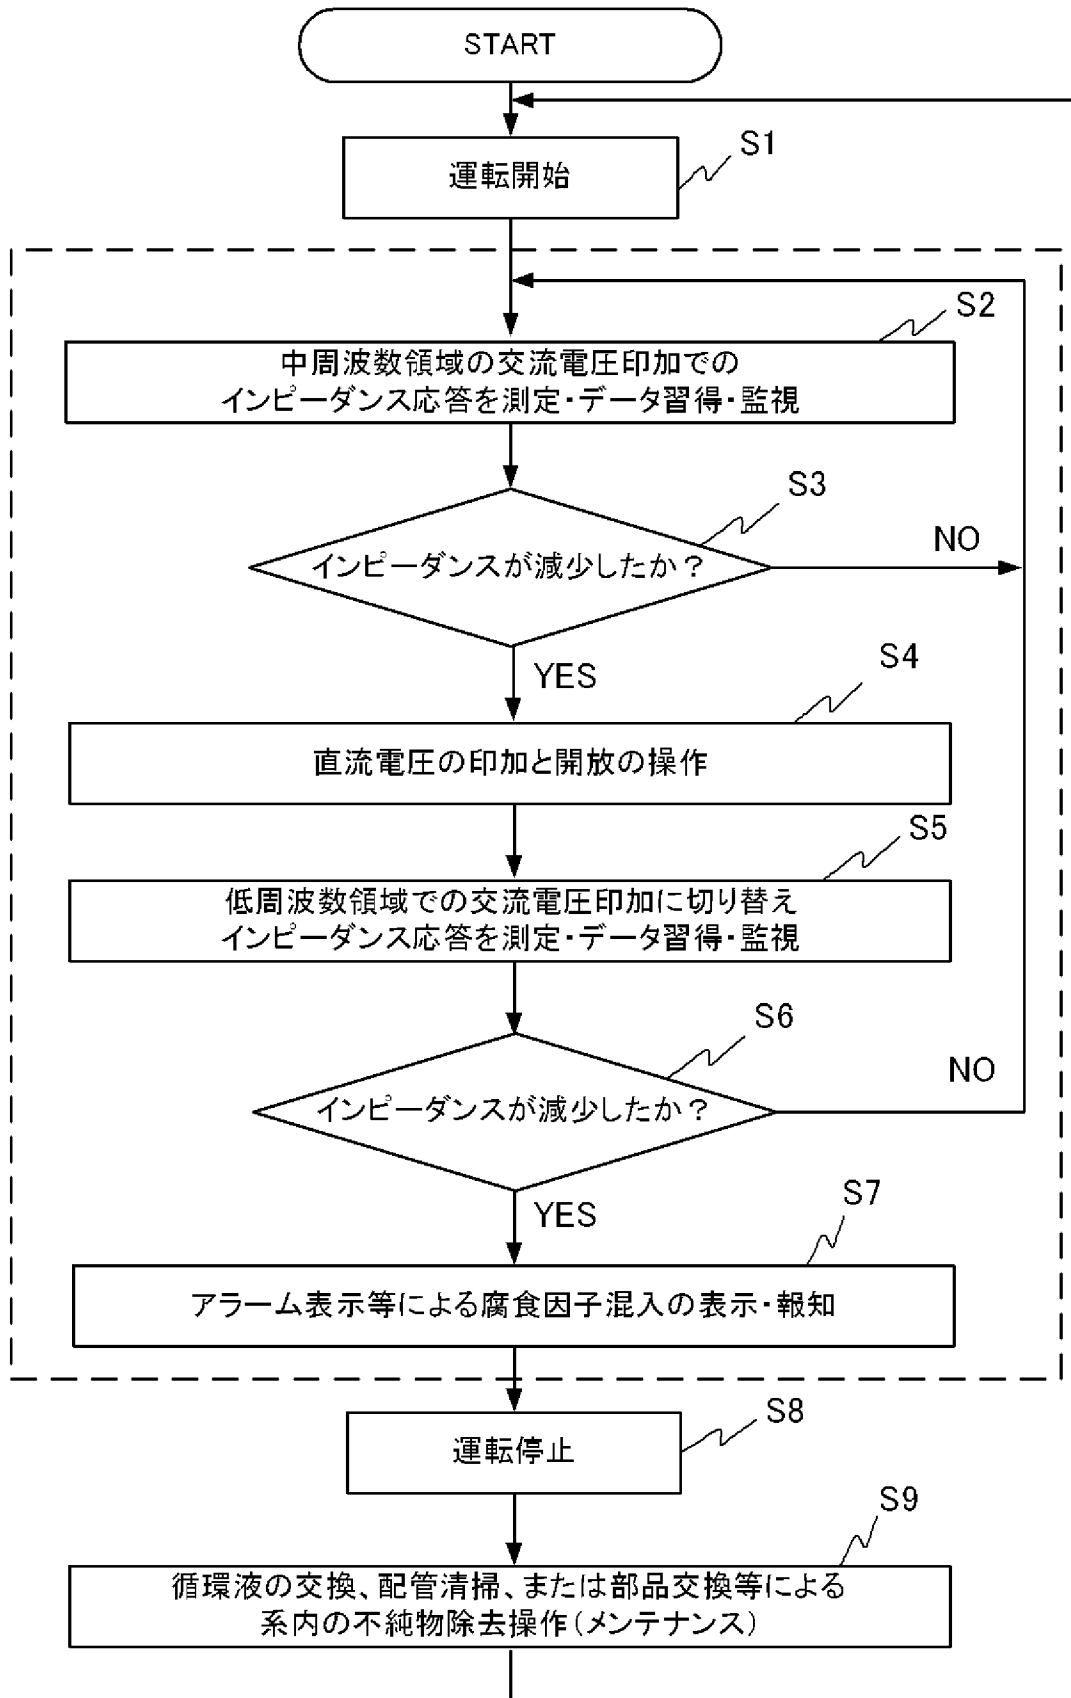 START
S1
運転開始
S2
中周波数領域の交流電圧印加での
インピーダンス応答を測定・データ習得・監視
S3
インピーダンスが減少したか？
NO
YES
S4
直流電圧の印加と開放の操作
S5
低周波数領域での交流電圧印加に切り替え
インピーダンス応答を測定・データ習得・監視
S6
インピーダンスが減少したか？
NO
YES
S7
アラーム表示等による腐食因子混入の表示・報知
S8
運転停止
S9
循環液の交換、配管清掃、または部品交換等による
系内の不純物除去操作(メンテナンス)